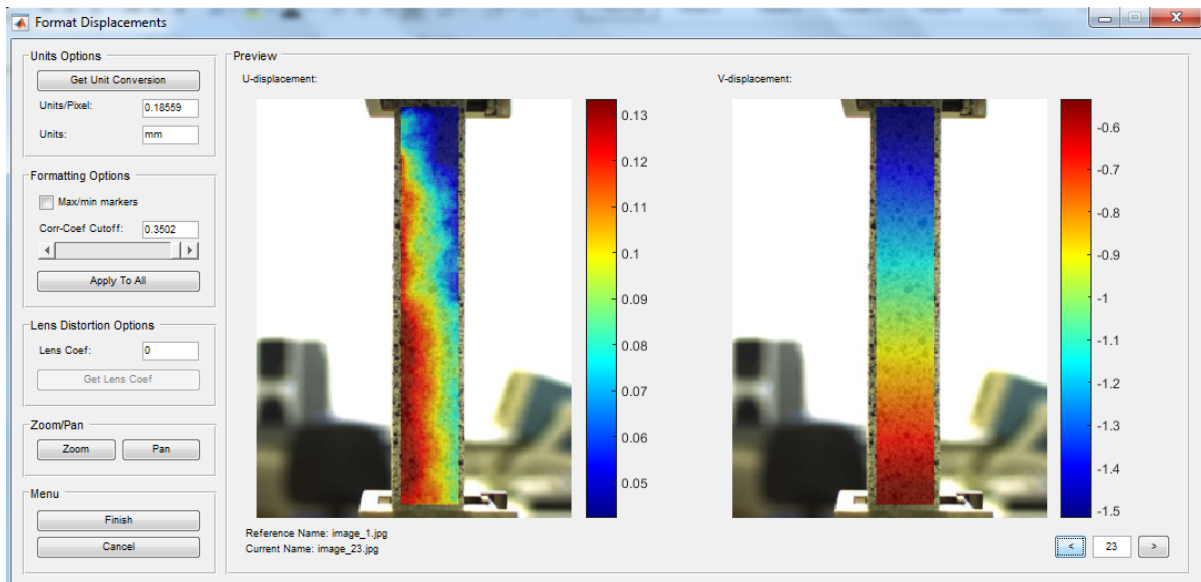 Format Displacements
Units Options
Get Unit Conversion
Units/Pixel: 0.18559
Units: mm
Formatting Options
Max/min markers
Corr-Coef Cutoff: 0.3502
Apply To All
Lens Distortion Options
Lens Coef: 0
Get Lens Coef
Zoom/Pan
Zoom Pan
Menu
Finish
Cancel
Preview
U-displacement:
0.13
0.12
0.11
0.1
0.09
0.08
0.07
0.06
0.05
Reference Name: image_1.jpg
Current Name: image_23.jpg
V-displacement:
-0.6
-0.7
-0.8
-0.9
-1
-1.1
-1.2
-1.3
-1.4
-1.5
< 23 >